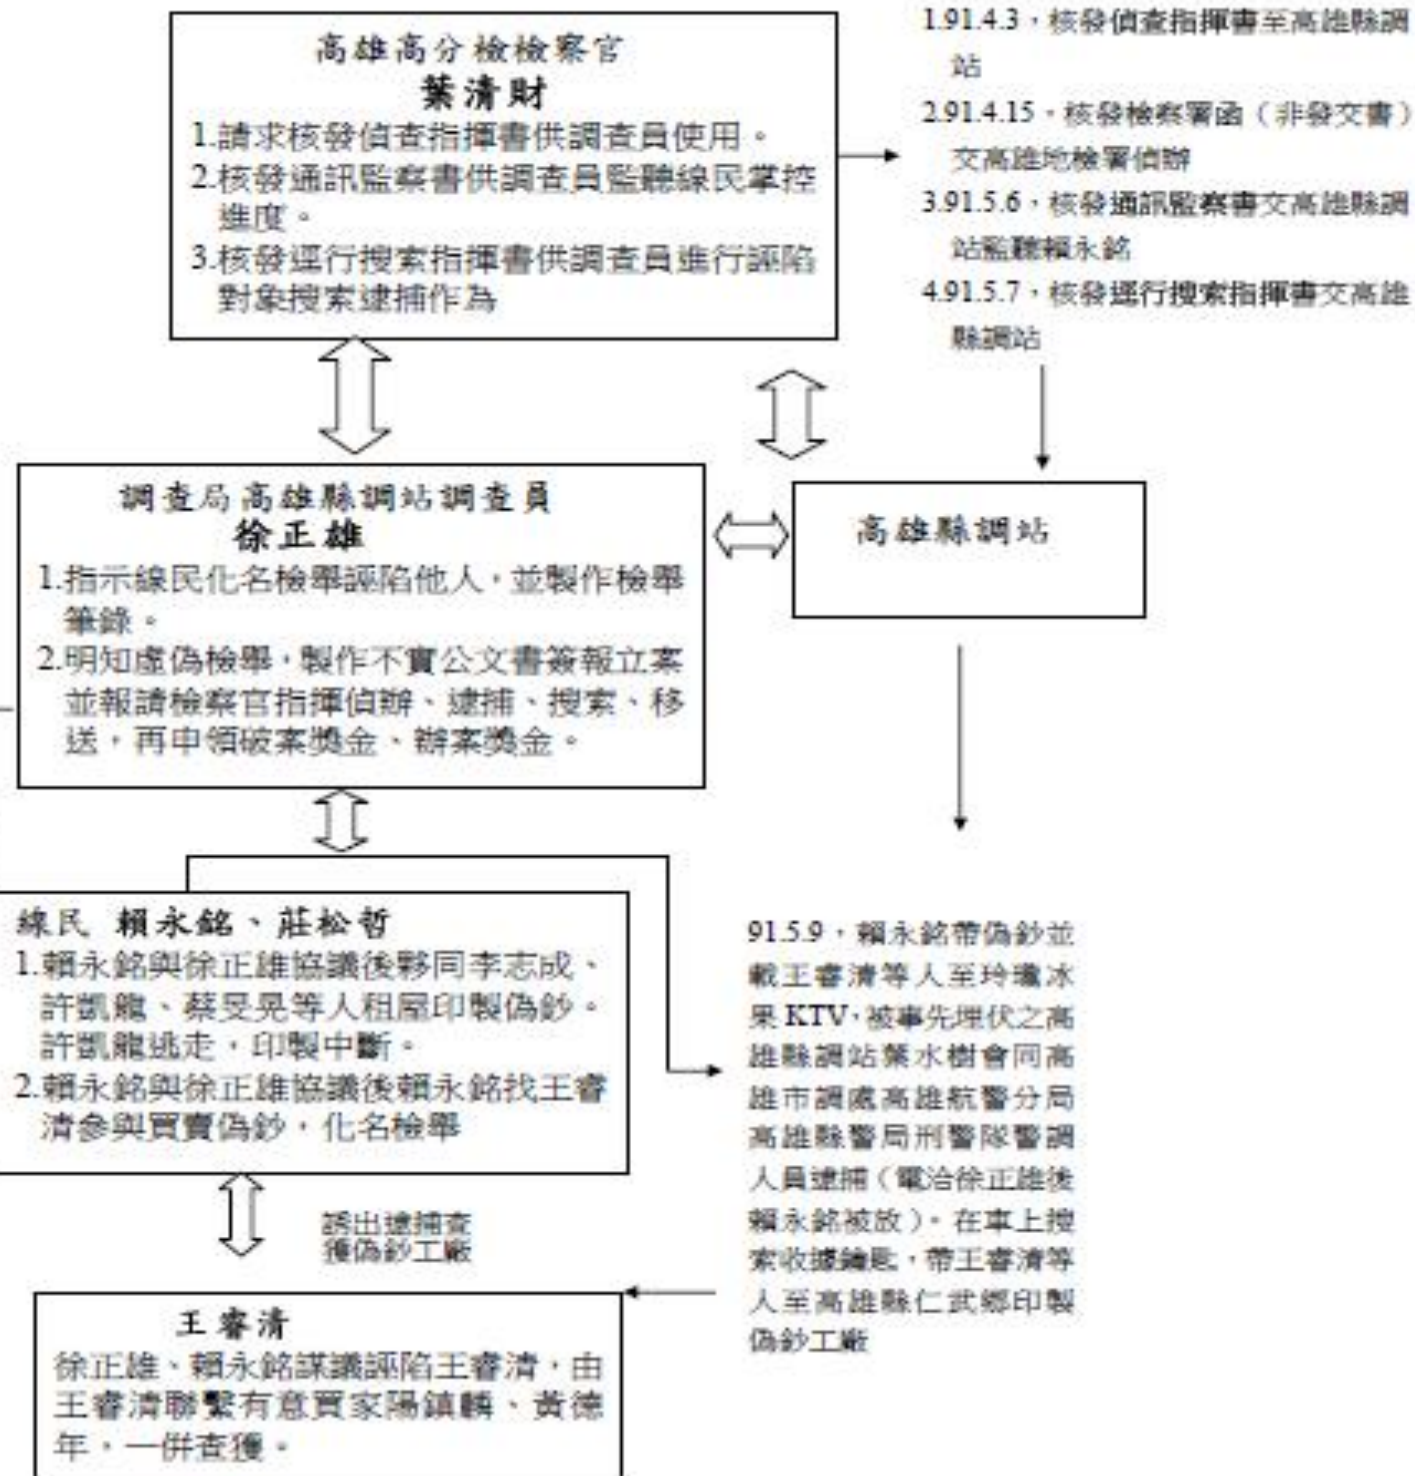 高雄高分檢檢察官
葉清財
1.請求核發偵查指揮書供調查員使用。
2.核發通訊監察書供調查員監聽線民掌控
進度。
3.核發逕行搜索指揮書供調查員進行誣陷
對象搜索逮捕作為
1.91.4.3，核發偵查指揮書至高雄縣調
站
2.91.4.15，核發檢察署函（非發交書）
交高雄地檢署偵辦
3.91.5.6，核發通訊監察書交高雄縣調
站監聽賴永銘
4.91.5.7，核發逕行搜索指揮書交高雄
縣調站
調查局高雄縣調站調查員
徐正雄
1.指示線民化名檢舉誣陷他人，並製作檢舉
筆錄。
2.明知虛偽檢舉，製作不實公文書簽報立案
並報請檢察官指揮偵辦、逮捕、搜索、移
送，再申領破案獎金、辦案獎金。
高雄縣調站
線民 賴永銘、莊松哲
1.賴永銘與徐正雄協議後夥同李志成、
許凱龍、蔡旻晃等人租屋印製偽鈔。
許凱龍逃走，印製中斷。
2.賴永銘與徐正雄協議後賴永銘找王睿
清參與買賣偽鈔，化名檢舉
91.5.9，賴永銘帶偽鈔並
載王睿清等人至玲瓏冰
果 KTV，被事先埋伏之高
雄縣調站葉水樹會同高
雄市調處高雄航警分局
高雄縣警局刑警隊警調
人員逮捕（電洽徐正雄後
賴永銘被放）。在車上搜
索收據鑰匙，帶王睿清等
人至高雄縣仁武鄉印製
偽鈔工廠
誘出逮捕查
獲偽鈔工廠
王睿清
徐正雄、賴永銘謀議誣陷王睿清，由
王睿清聯繫有意買家陽鎮麟、黃德
年，一併查獲。